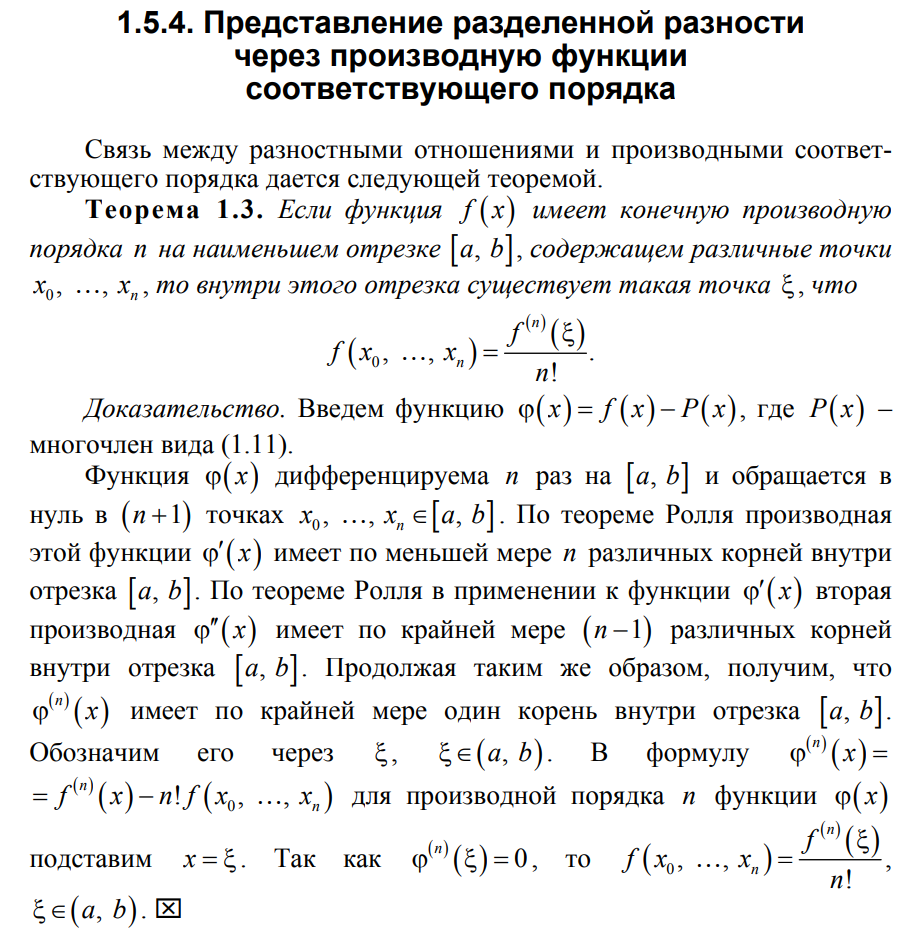 1.5.4. Представление разделенной разности
через производную функции
соответствующего порядка
Связь между разностными отношениями и производными соответ-
ствующего порядка дается следующей теоремой.
Теорема 1.3. Если функция f(x) имеет конечную производную
порядка n на наименьшем отрезке [a, b], содержащем различные точки
x₀, …, xₙ, то внутри этого отрезка существует такая точка ξ, что
f(x₀, …, xₙ) = f⁽ⁿ⁾(ξ) / n!.
Доказательство. Введем функцию φ(x) = f(x) − P(x), где P(x) –
многочлен вида (1.11).
Функция φ(x) дифференцируема n раз на [a, b] и обращается в
нуль в (n+1) точках x₀, …, xₙ ∈ [a, b]. По теореме Ролля производная
этой функции φ′(x) имеет по меньшей мере n различных корней внутри
отрезка [a, b]. По теореме Ролля в применении к функции φ′(x) вторая
производная φ″(x) имеет по крайней мере (n−1) различных корней
внутри отрезка [a, b]. Продолжая таким же образом, получим, что
φ⁽ⁿ⁾(x) имеет по крайней мере один корень внутри отрезка [a, b].
Обозначим его через ξ, ξ ∈ (a, b). В формулу φ⁽ⁿ⁾(x) =
= f⁽ⁿ⁾(x) − n!f(x₀, …, xₙ) для производной порядка n функции φ(x)
подставим x = ξ. Так как φ⁽ⁿ⁾(ξ) = 0, то f(x₀, …, xₙ) = f⁽ⁿ⁾(ξ) / n!,
ξ ∈ (a, b). ⌧